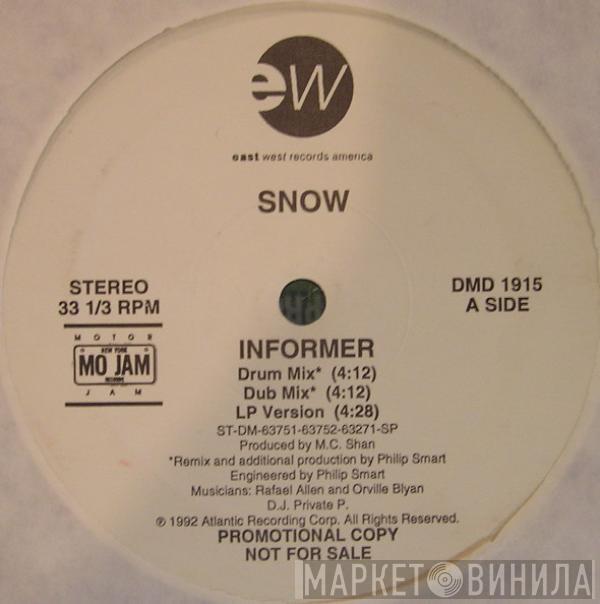 ew
east west records america
SNOW
STEREO
33 1/3 RPM
DMD 1915
A SIDE
MOTOR
NEW YORK
MO JAM
RECORDS
JAM
INFORMER
Drum Mix* (4:12)
Dub Mix* (4:12)
LP Version (4:28)
ST-DM-63751-63752-63271-SP
Produced by M.C. Shan
*Remix and additional production by Philip Smart
Engineered by Philip Smart
Musicians: Rafael Allen and Orville Blyan
D.J. Private P.
℗ 1992 Atlantic Recording Corp. All Rights Reserved.
PROMOTIONAL COPY
NOT FOR SALE
МАРКЕТ ВИНИЛА